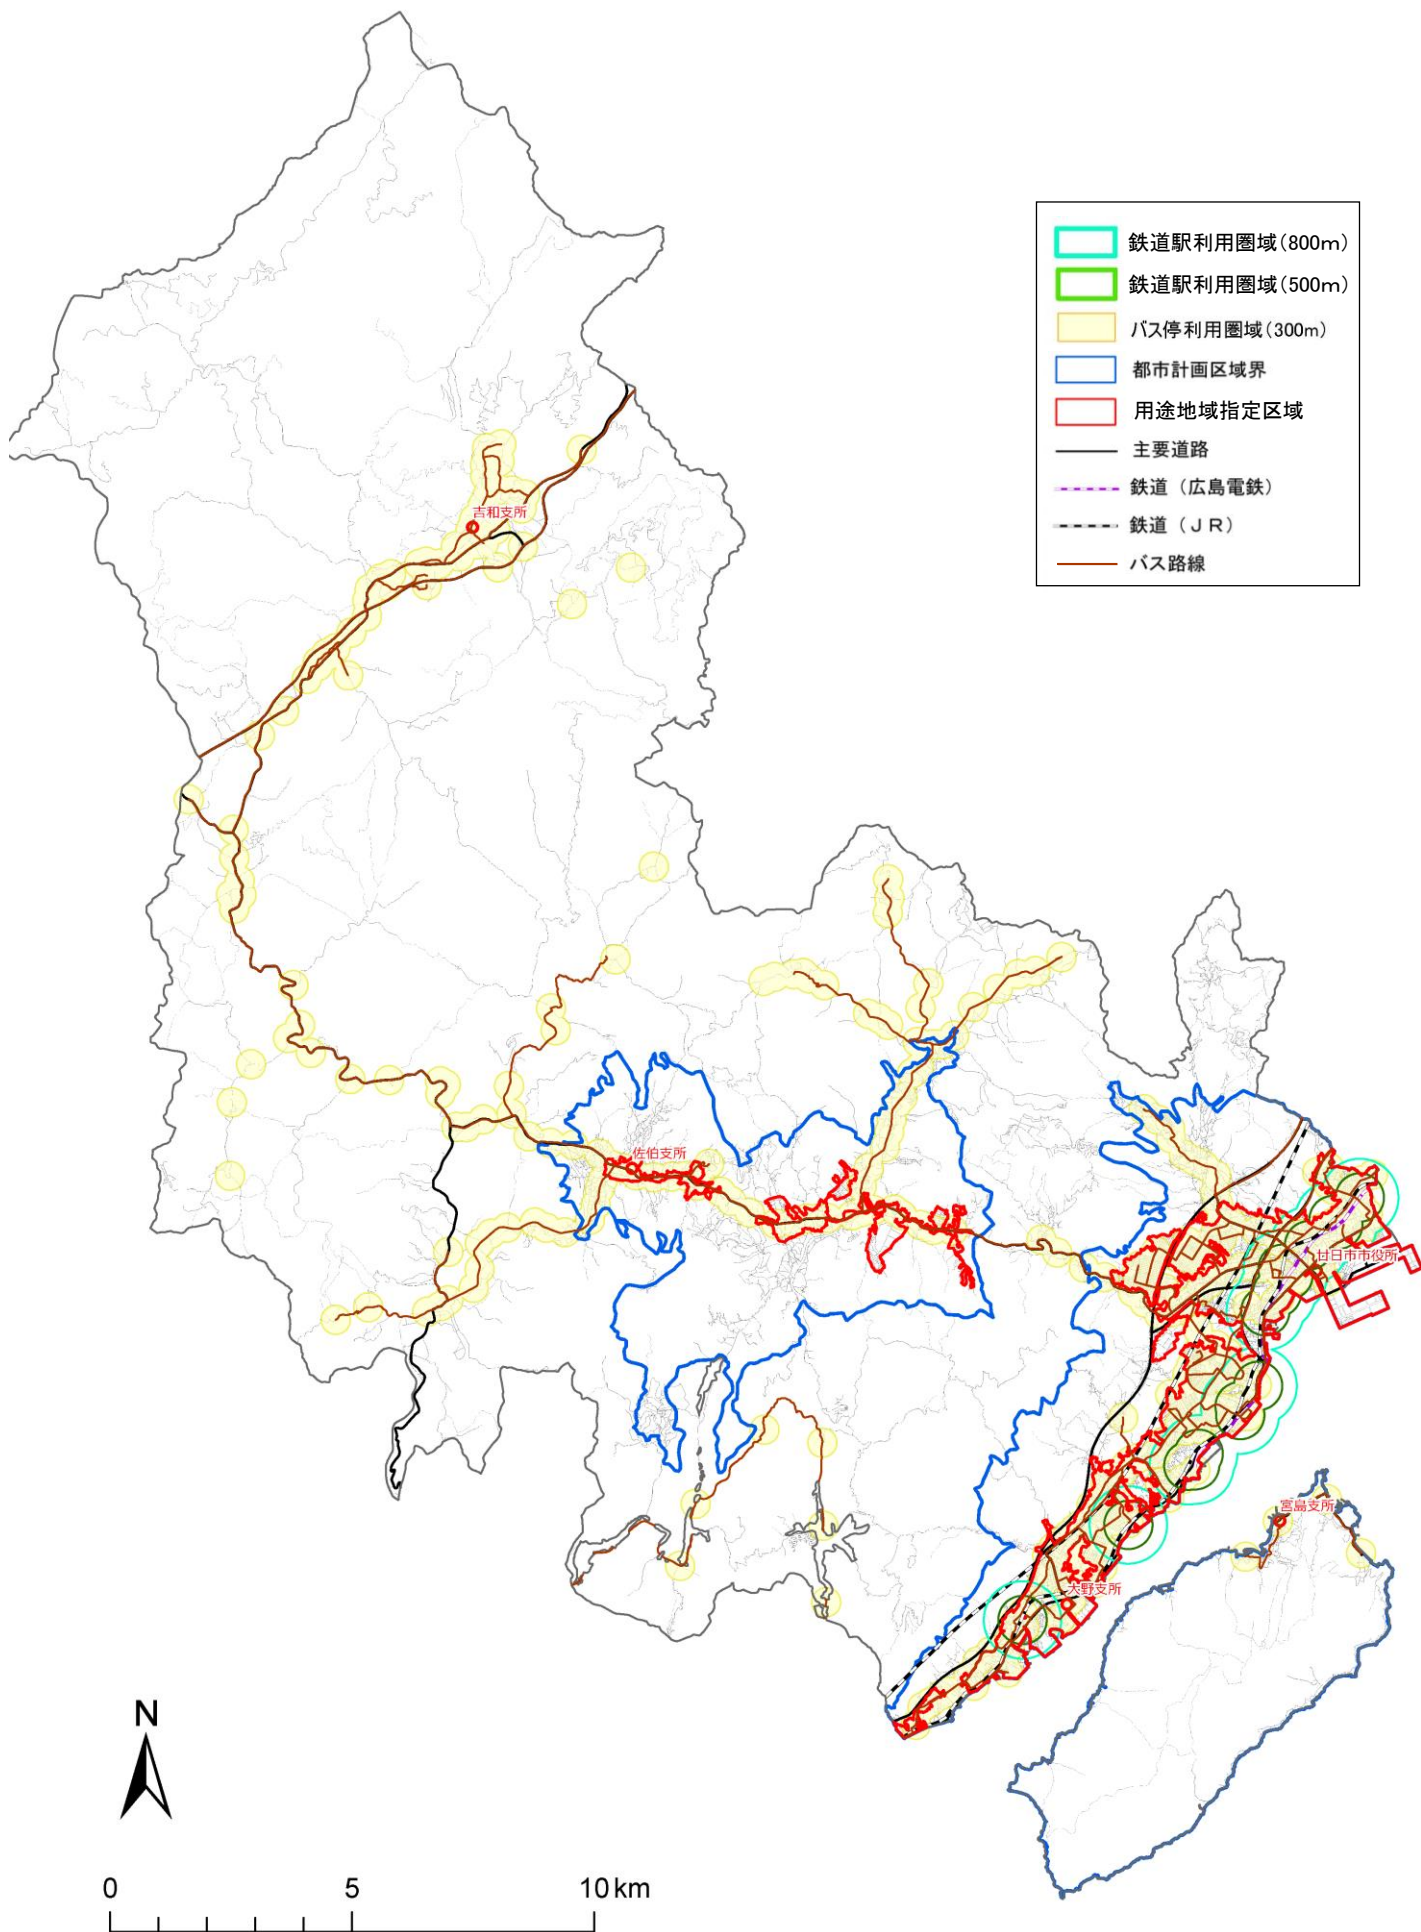 鉄道駅利用圏域(800m)
鉄道駅利用圏域(500m)
バス停利用圏域(300m)
都市計画区域界
用途地域指定区域
主要道路
鉄道(広島電鉄)
鉄道(JR)
バス路線
吉和支所
佐伯支所
廿日市市役所
宮島支所
大野支所
N
0 5 10km